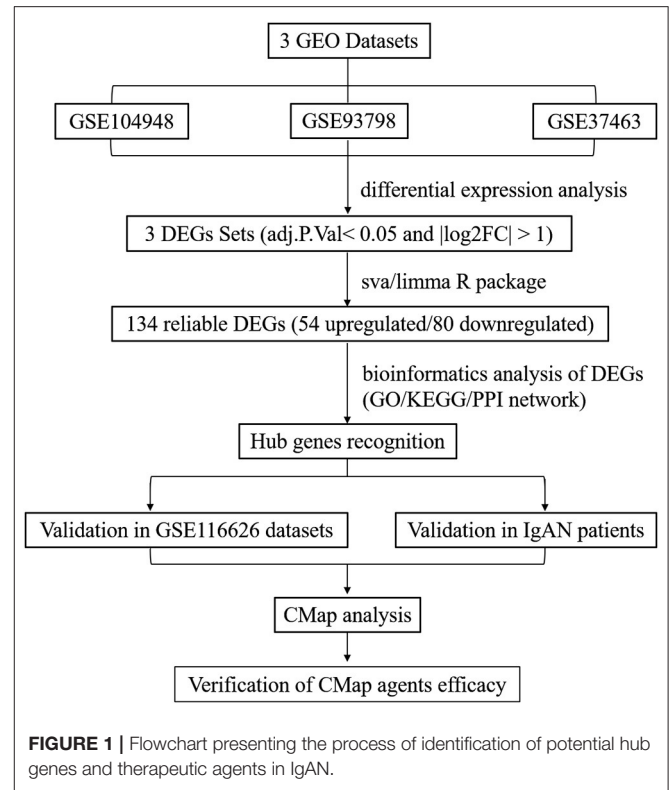 3 GEO Datasets
GSE104948
GSE93798
GSE37463
differential expression analysis
3 DEGs Sets (adj.P.Val< 0.05 and |log2FC| > 1)
sva/limma R package
134 reliable DEGs (54 upregulated/80 downregulated)
bioinformatics analysis of DEGs
(GO/KEGG/PPI network)
Hub genes recognition
Validation in GSE116626 datasets
Validation in IgAN patients
CMap analysis
Verification of CMap agents efficacy
FIGURE 1 | Flowchart presenting the process of identification of potential hub
genes and therapeutic agents in IgAN.